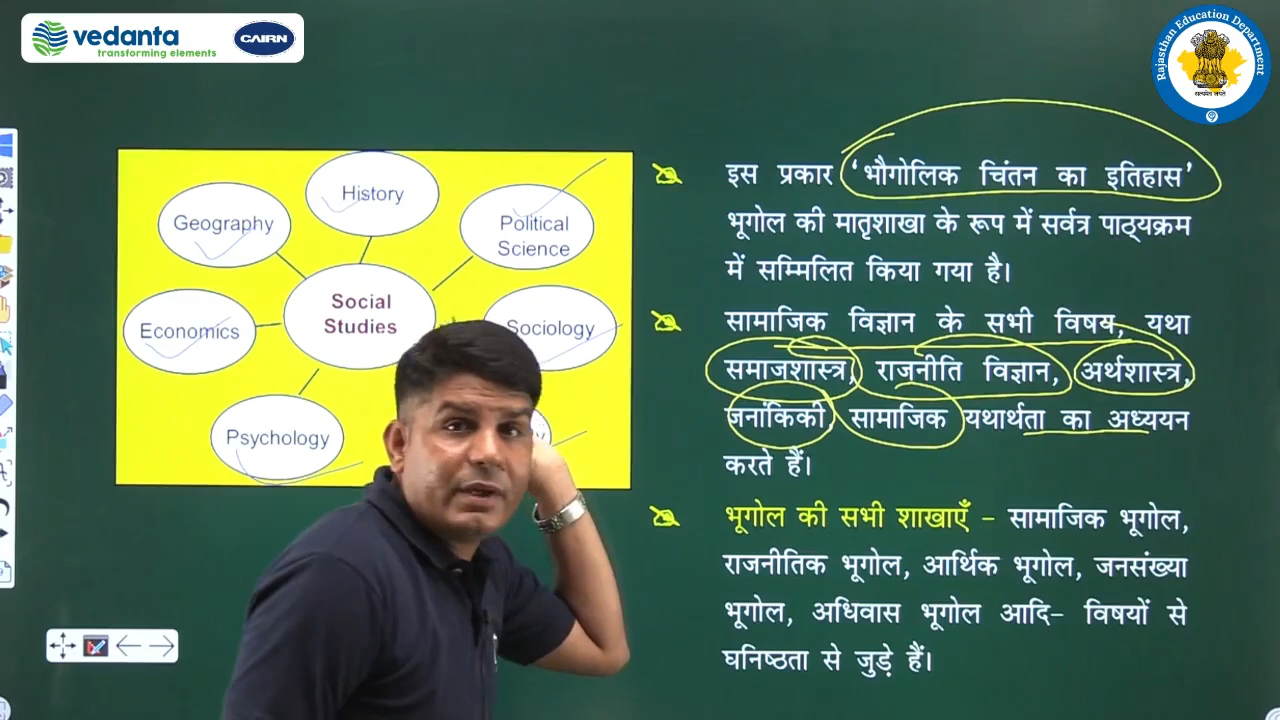 vedanta
transforming elements
CAIRN
Rajasthan Education Department
History
Geography
Political
Science
Social
Studies
Economics
Sociology
Psychology
इस प्रकार ‘भौगोलिक चिंतन का इतिहास’
भूगोल की मातृशाखा के रूप में सर्वत्र पाठ्यक्रम
में सम्मिलित किया गया है।
सामाजिक विज्ञान के सभी विषय, यथा
समाजशास्त्र, राजनीति विज्ञान, अर्थशास्त्र,
जनांकिकी, सामाजिक यथार्थता का अध्ययन
करते हैं।
भूगोल की सभी शाखाएँ – सामाजिक भूगोल,
राजनीतिक भूगोल, आर्थिक भूगोल, जनसंख्या
भूगोल, अधिवास भूगोल आदि– विषयों से
घनिष्ठता से जुड़े हैं।